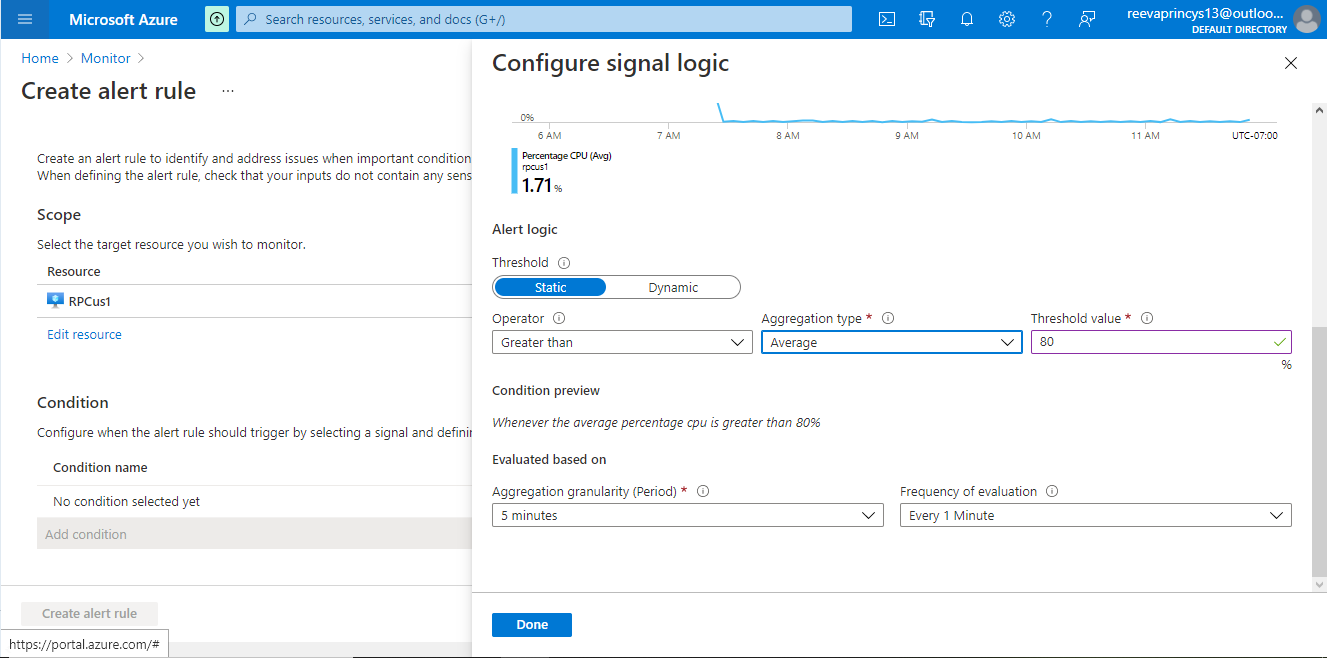 Microsoft Azure
Search resources, services, and docs (G+/)
reevaprincys13@outloo...
DEFAULT DIRECTORY
Home > Monitor >
Create alert rule ...
Create an alert rule to identify and address issues when important condition
When defining the alert rule, check that your inputs do not contain any sens
Scope
Select the target resource you wish to monitor.
Resource
RPCus1
Edit resource
Condition
Configure when the alert rule should trigger by selecting a signal and definin
Condition name
No condition selected yet
Add condition
Create alert rule
https://portal.azure.com/#
Configure signal logic
0%
6 AM 7 AM 8 AM 9 AM 10 AM 11 AM UTC-07:00
Percentage CPU (Avg)
rpcus1
1.71 %
Alert logic
Threshold
Static Dynamic
Operator Aggregation type * Threshold value *
Greater than Average 80
%
Condition preview
Whenever the average percentage cpu is greater than 80%
Evaluated based on
Aggregation granularity (Period) * Frequency of evaluation
5 minutes Every 1 Minute
Done